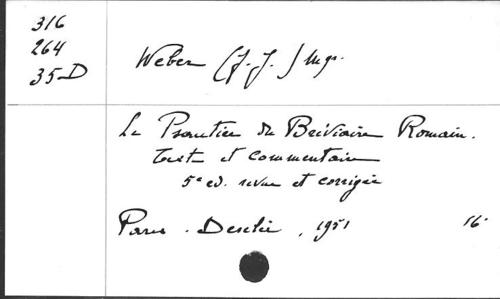 316
264
35-D
Weber (J.-J.) Mgr.
Le Psautier du Bréviaire Romain.
Texte et commentaire
5e éd. revue et corrigée
Paris - Desclée, 1951 16°